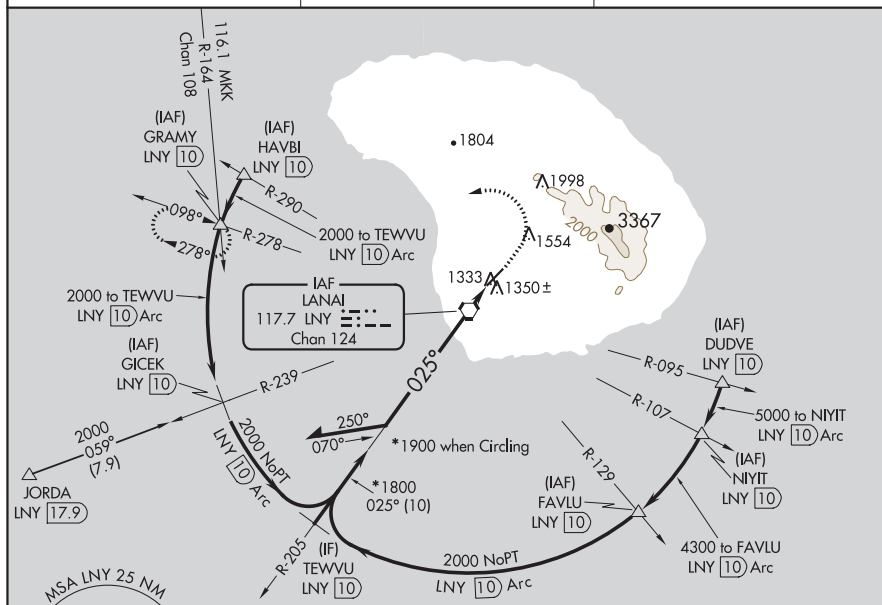 116.1 MKK
R-164
Chan 108
(IAF)
GRAMY
LNY 10
(IAF)
HAVBI
LNY 10
R-290
098°
R-278
278°
2000 to TEWVU
LNY 10 Arc
2000 to TEWVU
LNY 10 Arc
1804
1998
2000
3367
1554
1333
1350 ±
IAF
LANAI
117.7 LNY
Chan 124
(IAF)
GICEK
LNY 10
R-239
2000
059°
(7.9)
JORDA
LNY 17.9
2000 NoPT
LNY 10 Arc
025°
250°
070°
*1900 when Circling
*1800
025° (10)
R-205
(IF)
TEWVU
LNY 10
(IAF)
DUDVE
LNY 10
R-095
R-107
R-129
5000 to NIYIT
LNY 10 Arc
(IAF)
NIYIT
LNY 10
(IAF)
FAVLU
LNY 10
4300 to FAVLU
LNY 10 Arc
2000 NoPT
LNY 10 Arc
MSA LNY 25 NM